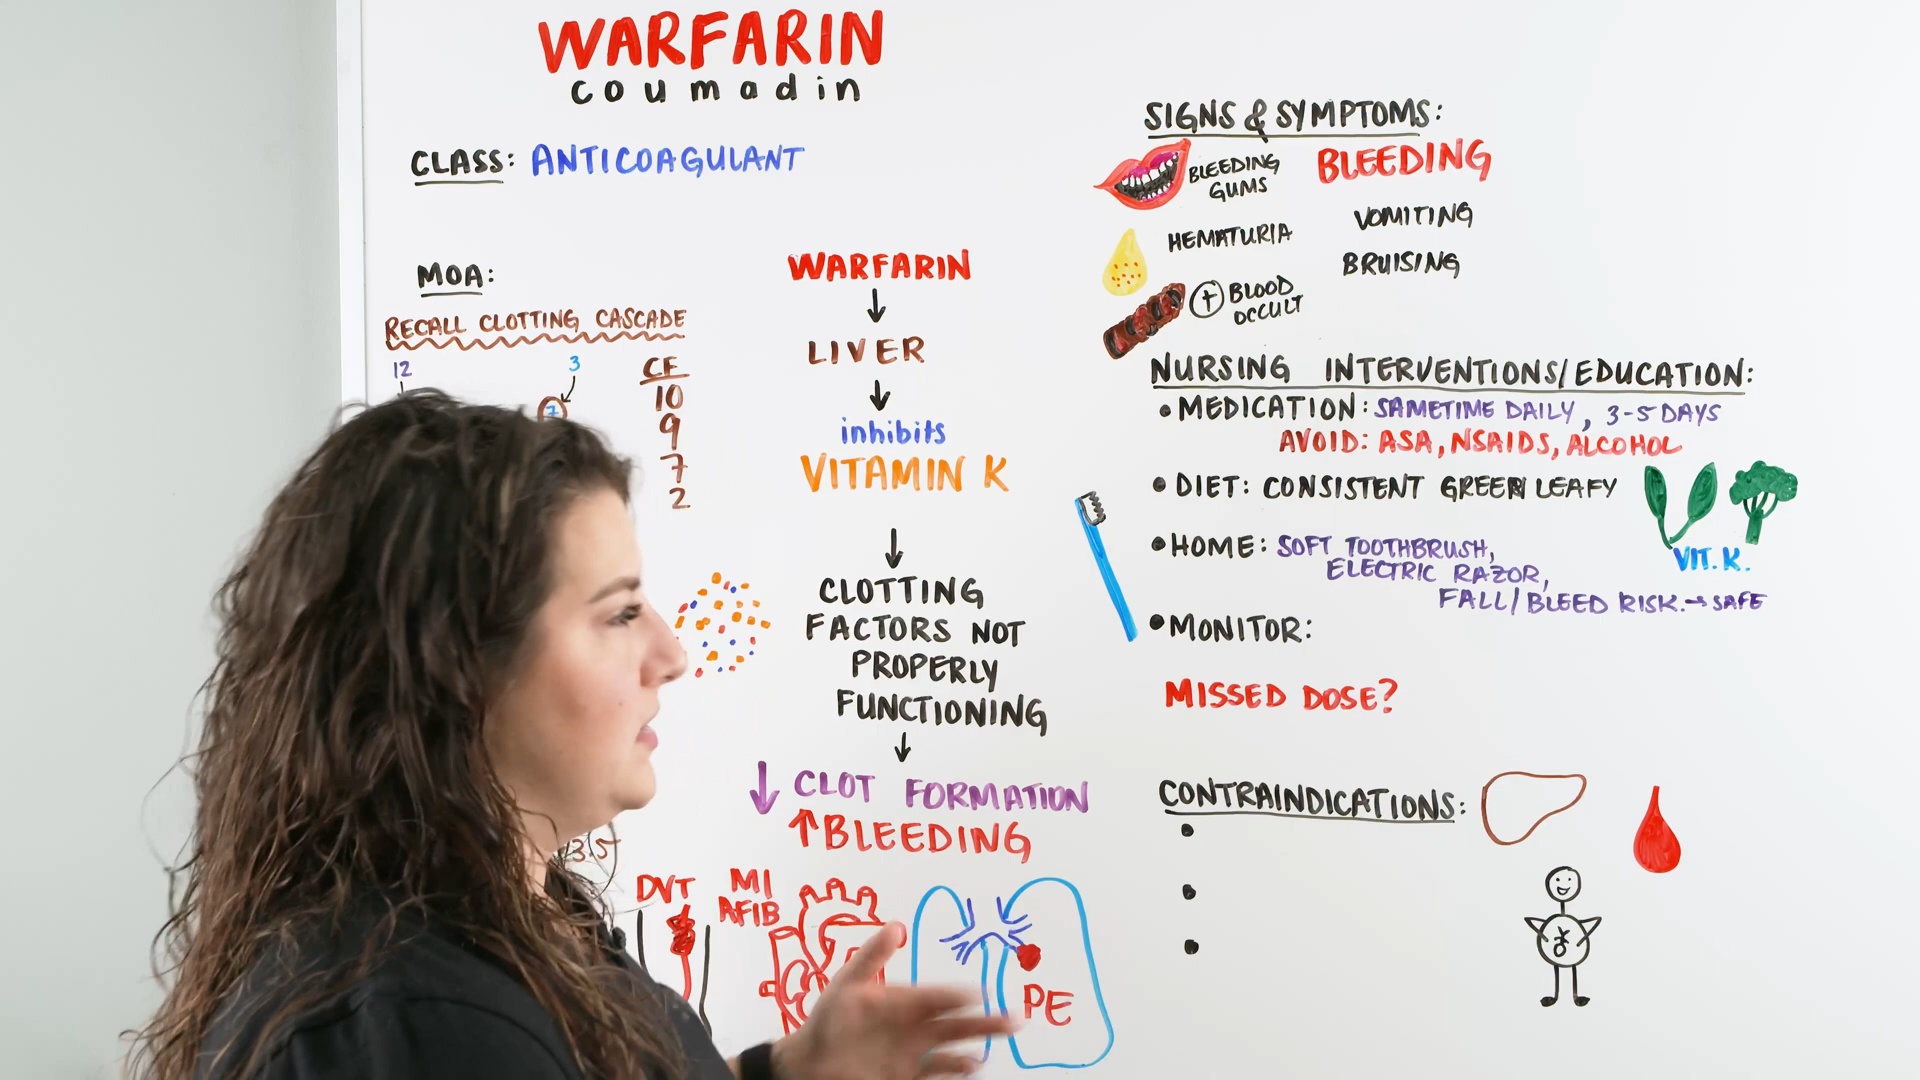 WARFARIN
coumadin
CLASS: ANTICOAGULANT
MOA:
RECALL CLOTTING CASCADE
12
3
7
CF
10
9
7
2
3.5
DVT
MI
AFIB
PE
WARFARIN
LIVER
inhibits
VITAMIN K
CLOTTING
FACTORS NOT
PROPERLY
FUNCTIONING
↓ CLOT FORMATION
↑BLEEDING
SIGNS & SYMPTOMS:
BLEEDING
GUMS
BLEEDING
HEMATURIA
VOMITING
BRUISING
+ BLOOD
OCCULT
NURSING INTERVENTIONS/EDUCATION:
• MEDICATION: SAMETIME DAILY, 3-5 DAYS
AVOID: ASA, NSAIDS, ALCOHOL
• DIET: CONSISTENT GREEN LEAFY
VIT. K.
• HOME: SOFT TOOTHBRUSH,
ELECTRIC RAZOR,
FALL/BLEED RISK.→SAFE
• MONITOR:
MISSED DOSE?
CONTRAINDICATIONS: